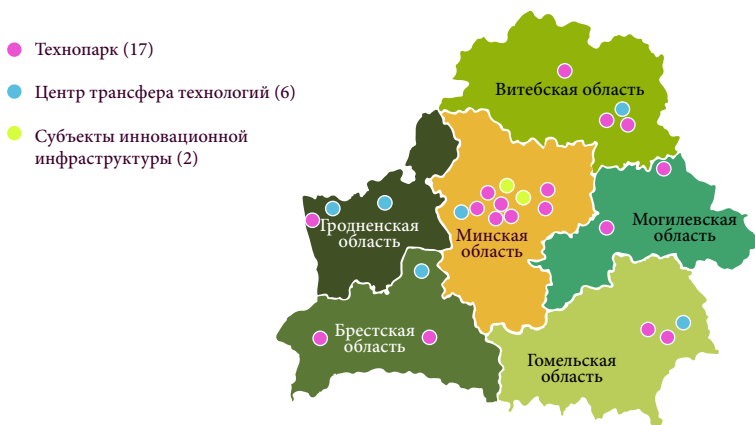 Технопарк (17)
Центр трансфера технологий (6)
Субъекты инновационной
инфраструктуры (2)
Витебская область
Могилевская
область
Гродненская
область
Минская
область
Брестская
область
Гомельская
область